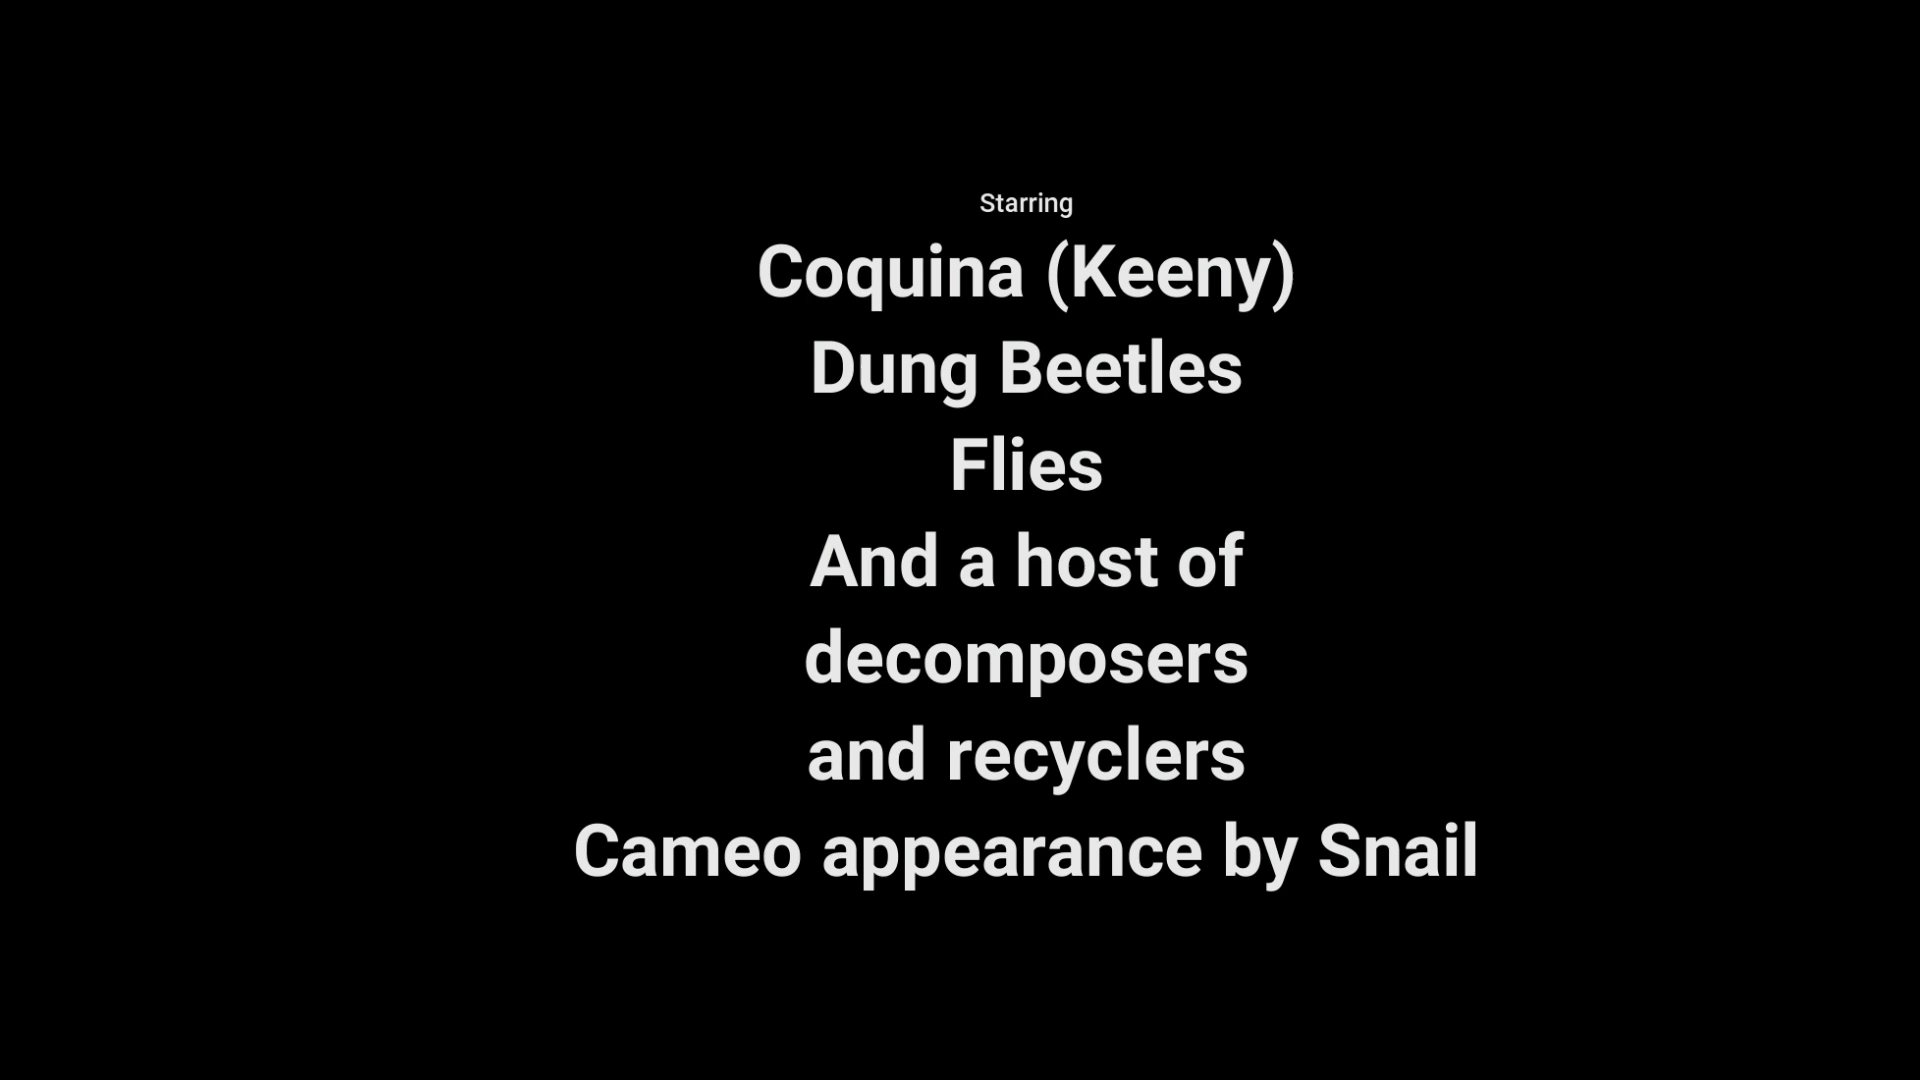 Starring
Coquina (Keeny)
Dung Beetles
Flies
And a host of
decomposers
and recyclers
Cameo appearance by Snail